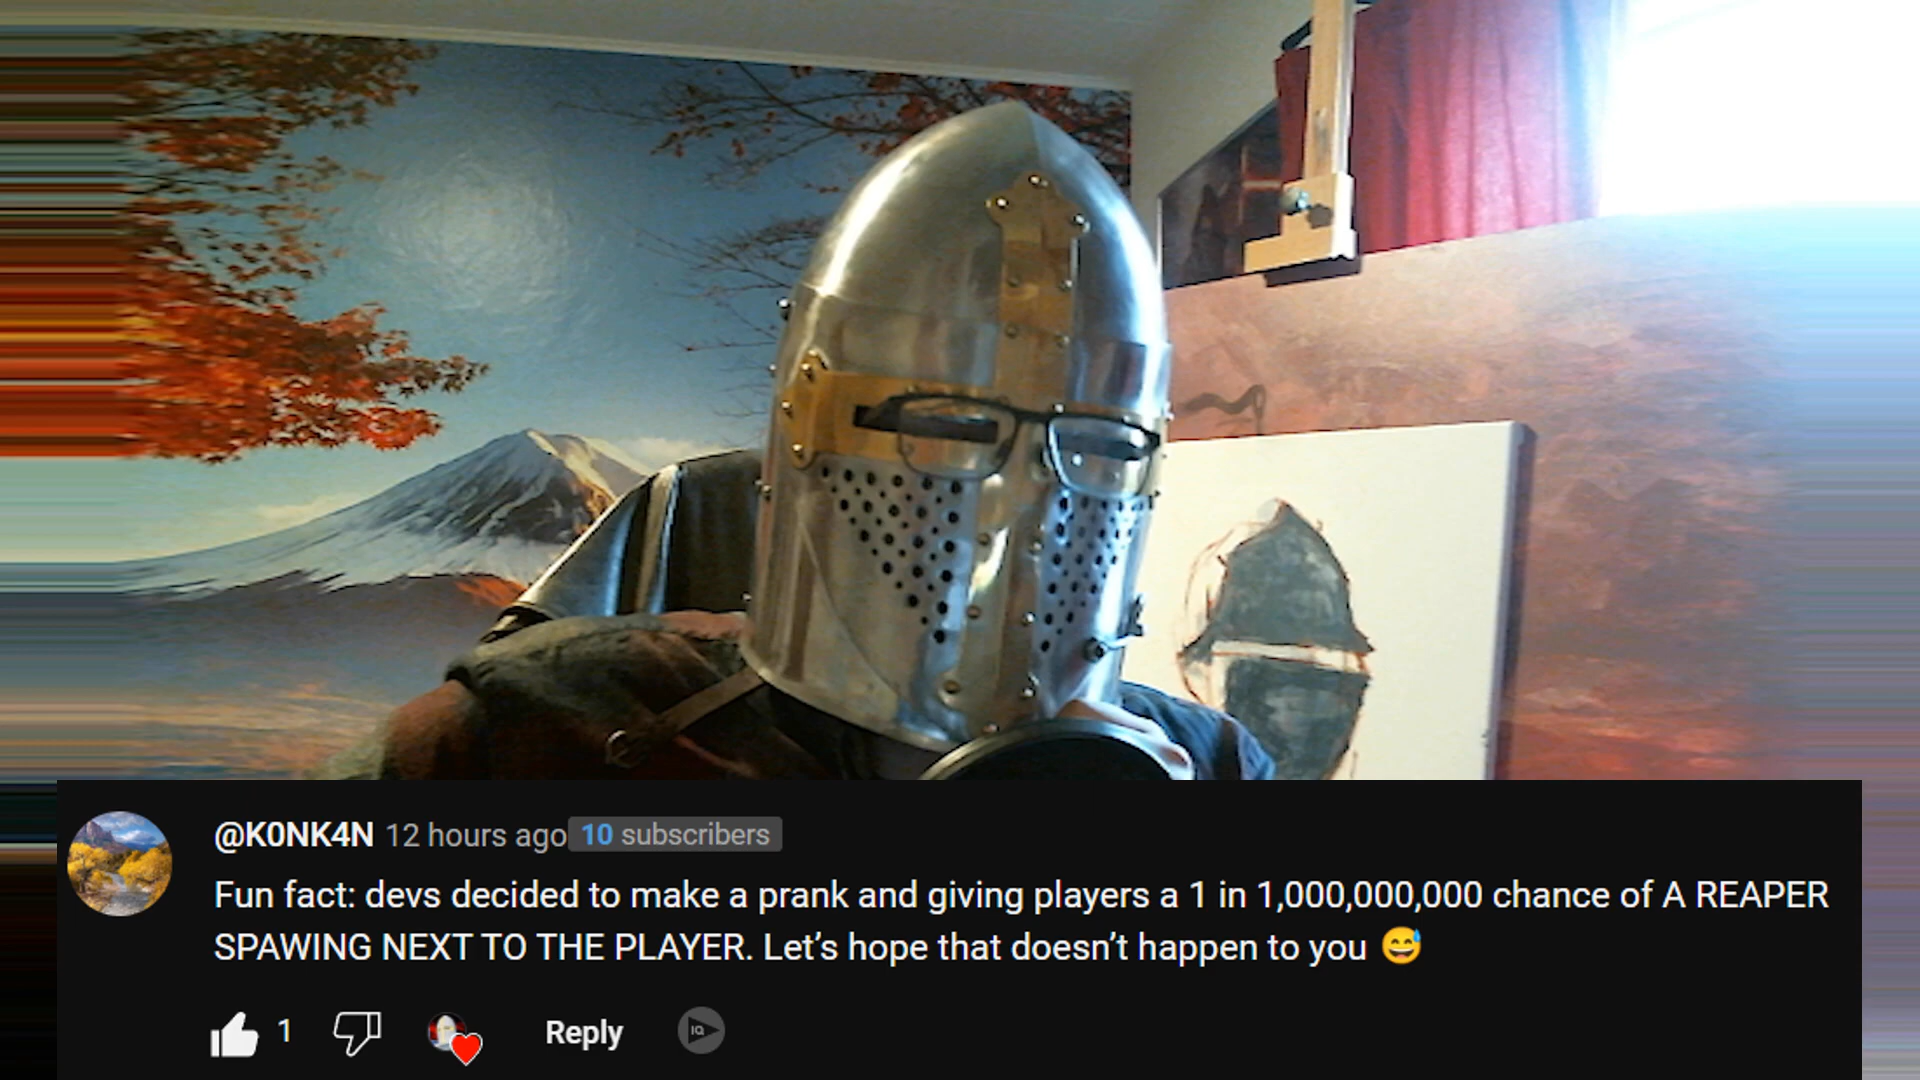 @K0NK4N 12 hours ago 10 subscribers
Fun fact: devs decided to make a prank and giving players a 1 in 1,000,000,000 chance of A REAPER
SPAWING NEXT TO THE PLAYER. Let’s hope that doesn’t happen to you 😅
1 Reply IQ